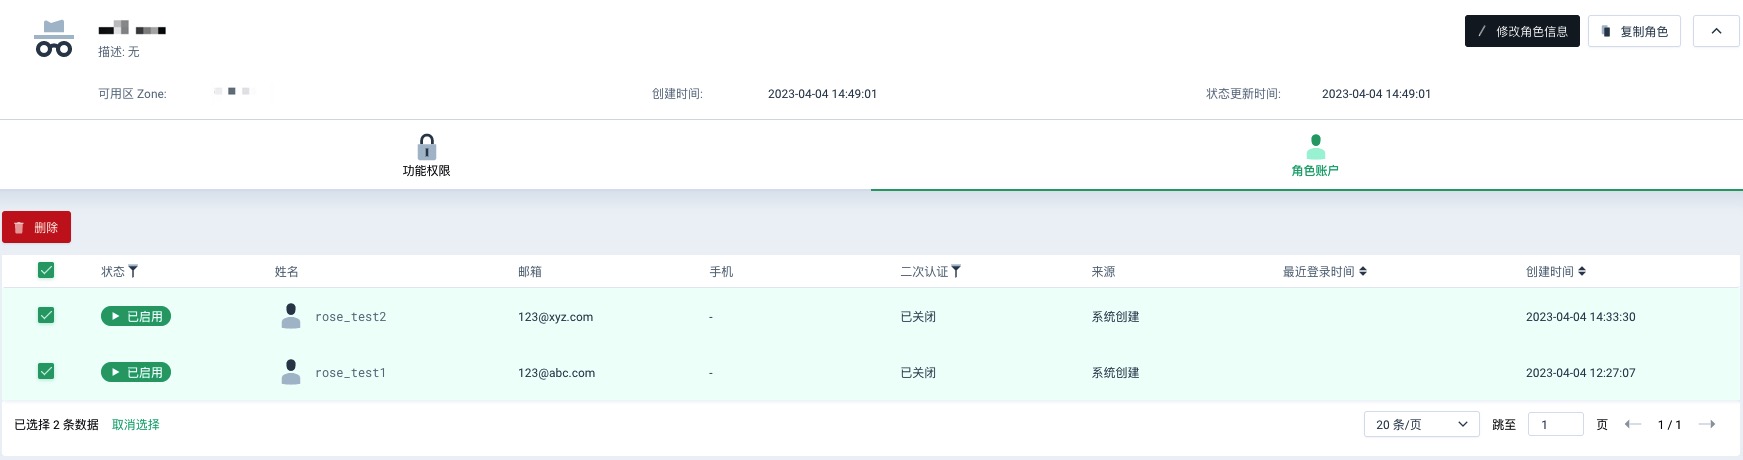 修改角色信息 复制角色
描述: 无
可用区 Zone: 创建时间: 2023-04-04 14:49:01 状态更新时间: 2023-04-04 14:49:01
功能权限 角色账户
删除
状态 姓名 邮箱 手机 二次认证 来源 最近登录时间 创建时间
已启用 rose_test2 123@xyz.com - 已关闭 系统创建 2023-04-04 14:33:30
已启用 rose_test1 123@abc.com - 已关闭 系统创建 2023-04-04 12:27:07
已选择 2 条数据 取消选择 20 条/页 跳至 1 页 1 / 1